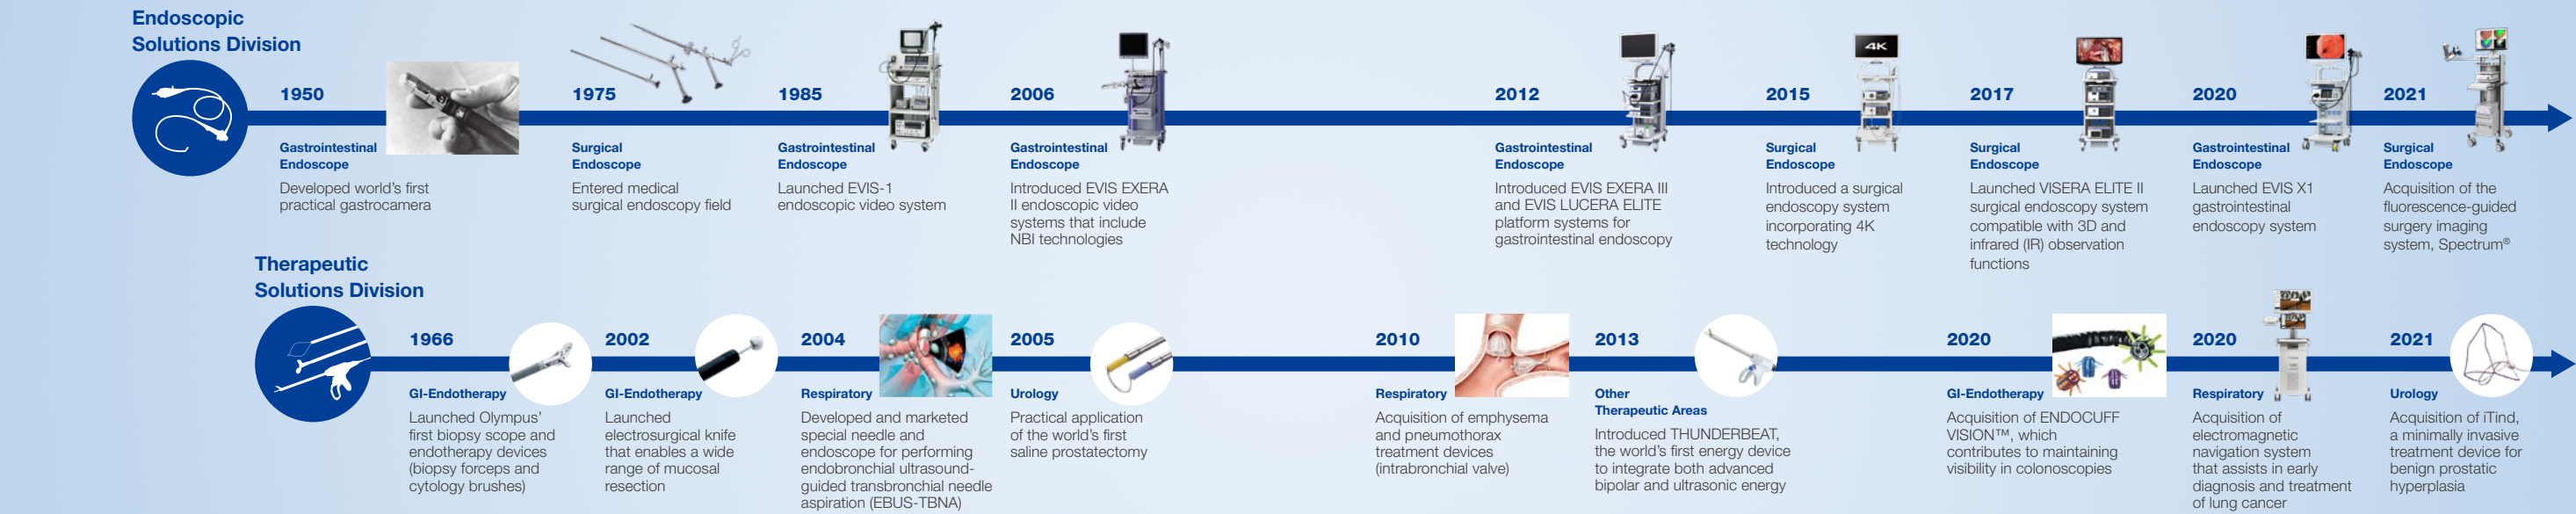 Endoscopic
Solutions Division
1950
Gastrointestinal
Endoscope
Developed world's first
practical gastrocamera
1975
Surgical
Endoscope
Entered medical
surgical endoscopy field
1985
Gastrointestinal
Endoscope
Launched EVIS-1
endoscopic video system
2006
Gastrointestinal
Endoscope
Introduced EVIS EXERA
II endoscopic video
systems that include
NBI technologies
2012
Gastrointestinal
Endoscope
Introduced EVIS EXERA III
and EVIS LUCERA ELITE
platform systems for
gastrointestinal endoscopy
2015
4K
Surgical
Endoscope
Introduced a surgical
endoscopy system
incorporating 4K
technology
2017
Surgical
Endoscope
Launched VISERA ELITE II
surgical endoscopy system
compatible with 3D and
infrared (IR) observation
functions
2020
Gastrointestinal
Endoscope
Launched EVIS X1
gastrointestinal
endoscopy system
2021
Surgical
Endoscope
Acquisition of the
fluorescence-guided
surgery imaging
system, Spectrum®
Therapeutic
Solutions Division
1966
GI-Endotherapy
Launched Olympus'
first biopsy scope and
endotherapy devices
(biopsy forceps and
cytology brushes)
2002
GI-Endotherapy
Launched
electrosurgical knife
that enables a wide
range of mucosal
resection
2004
Respiratory
Developed and marketed
special needle and
endoscope for performing
endobronchial ultrasound-
guided transbronchial needle
aspiration (EBUS-TBNA)
2005
Urology
Practical application
of the world's first
saline prostatectomy
2010
Respiratory
Acquisition of emphysema
and pneumothorax
treatment devices
(intrabronchial valve)
2013
Other
Therapeutic Areas
Introduced THUNDERBEAT,
the world's first energy device
to integrate both advanced
bipolar and ultrasonic energy
2020
GI-Endotherapy
Acquisition of ENDOCUFF
VISION™, which
contributes to maintaining
visibility in colonoscopies
2020
Respiratory
Acquisition of
electromagnetic
navigation system
that assists in early
diagnosis and treatment
of lung cancer
2021
Urology
Acquisition of iTind,
a minimally invasive
treatment device for
benign prostatic
hyperplasia